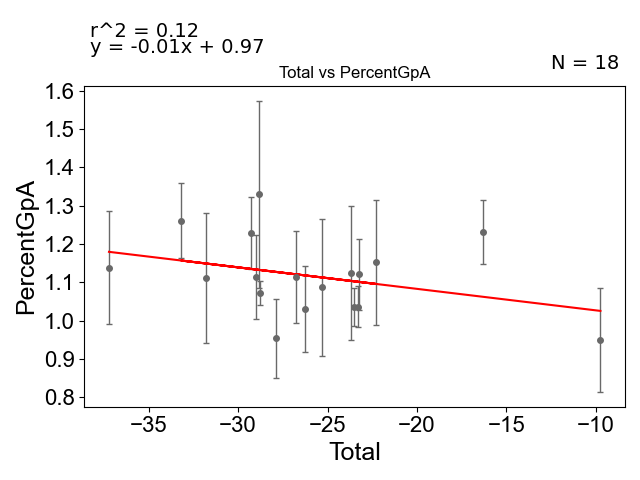 r^2 = 0.12
y = -0.01x + 0.97
N = 18
Total vs PercentGpA
1.6
1.5
1.4
1.3
1.2
1.1
1.0
0.9
0.8
PercentGpA
−35 −30 −25 −20 −15 −10
Total